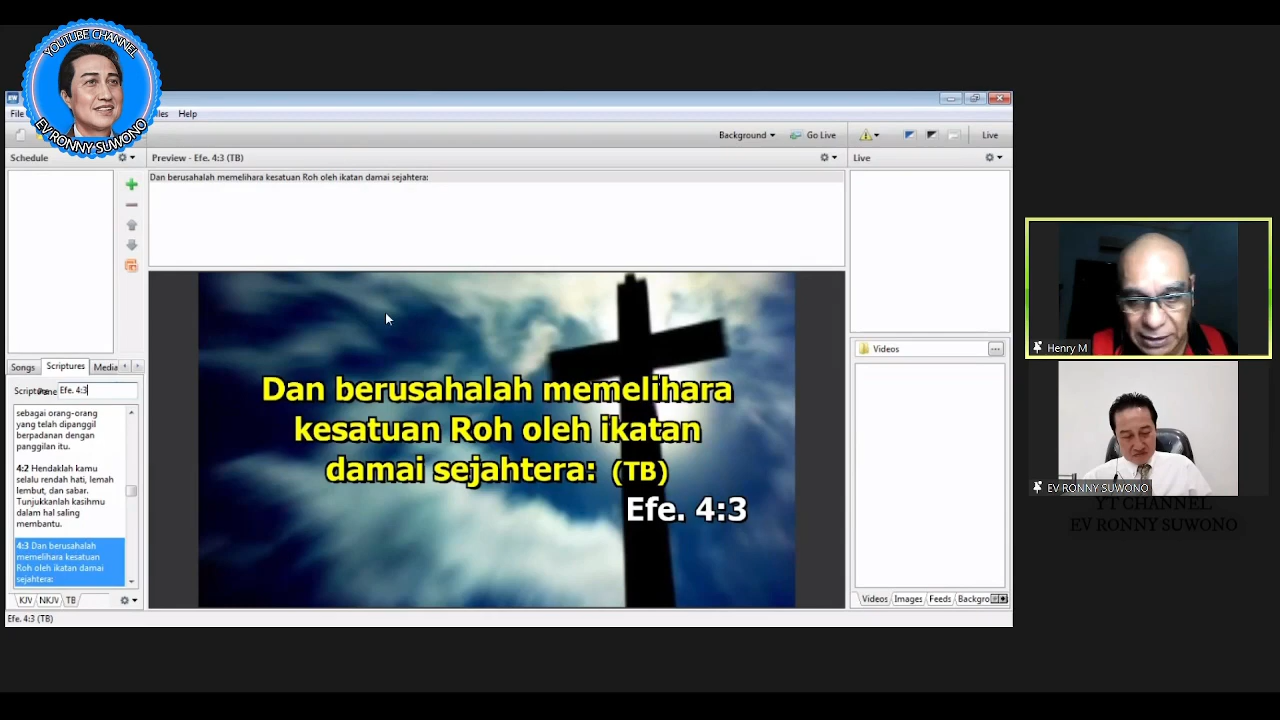 YOUTUBE CHANNEL
EV RONNY SUWONO
File
Help
Background
Go Live
Live
Schedule
Preview - Efe. 4:3 (TB)
Live
Dan berusahalah memelihara kesatuan Roh oleh ikatan damai sejahtera:
Dan berusahalah memelihara
kesatuan Roh oleh ikatan
damai sejahtera: (TB)
Efe. 4:3
Songs
Scriptures
Media
Efe. 4:3
sebagai orang-orang
yang telah dipanggil
berpadanan dengan
panggilan itu.
4:2 Hendaklah kamu
selalu rendah hati, lemah
lembut, dan sabar.
Tunjukkanlah kasihmu
dalam hal saling
membantu.
4:3 Dan berusahalah
memelihara kesatuan
Roh oleh ikatan damai
sejahtera:
KJV
NKJV
TB
Efe. 4:3 (TB)
Videos
Videos
Images
Feeds
Backgro
Henry M
EV RONNY SUWONO
YT CHANNEL
EV RONNY SUWONO